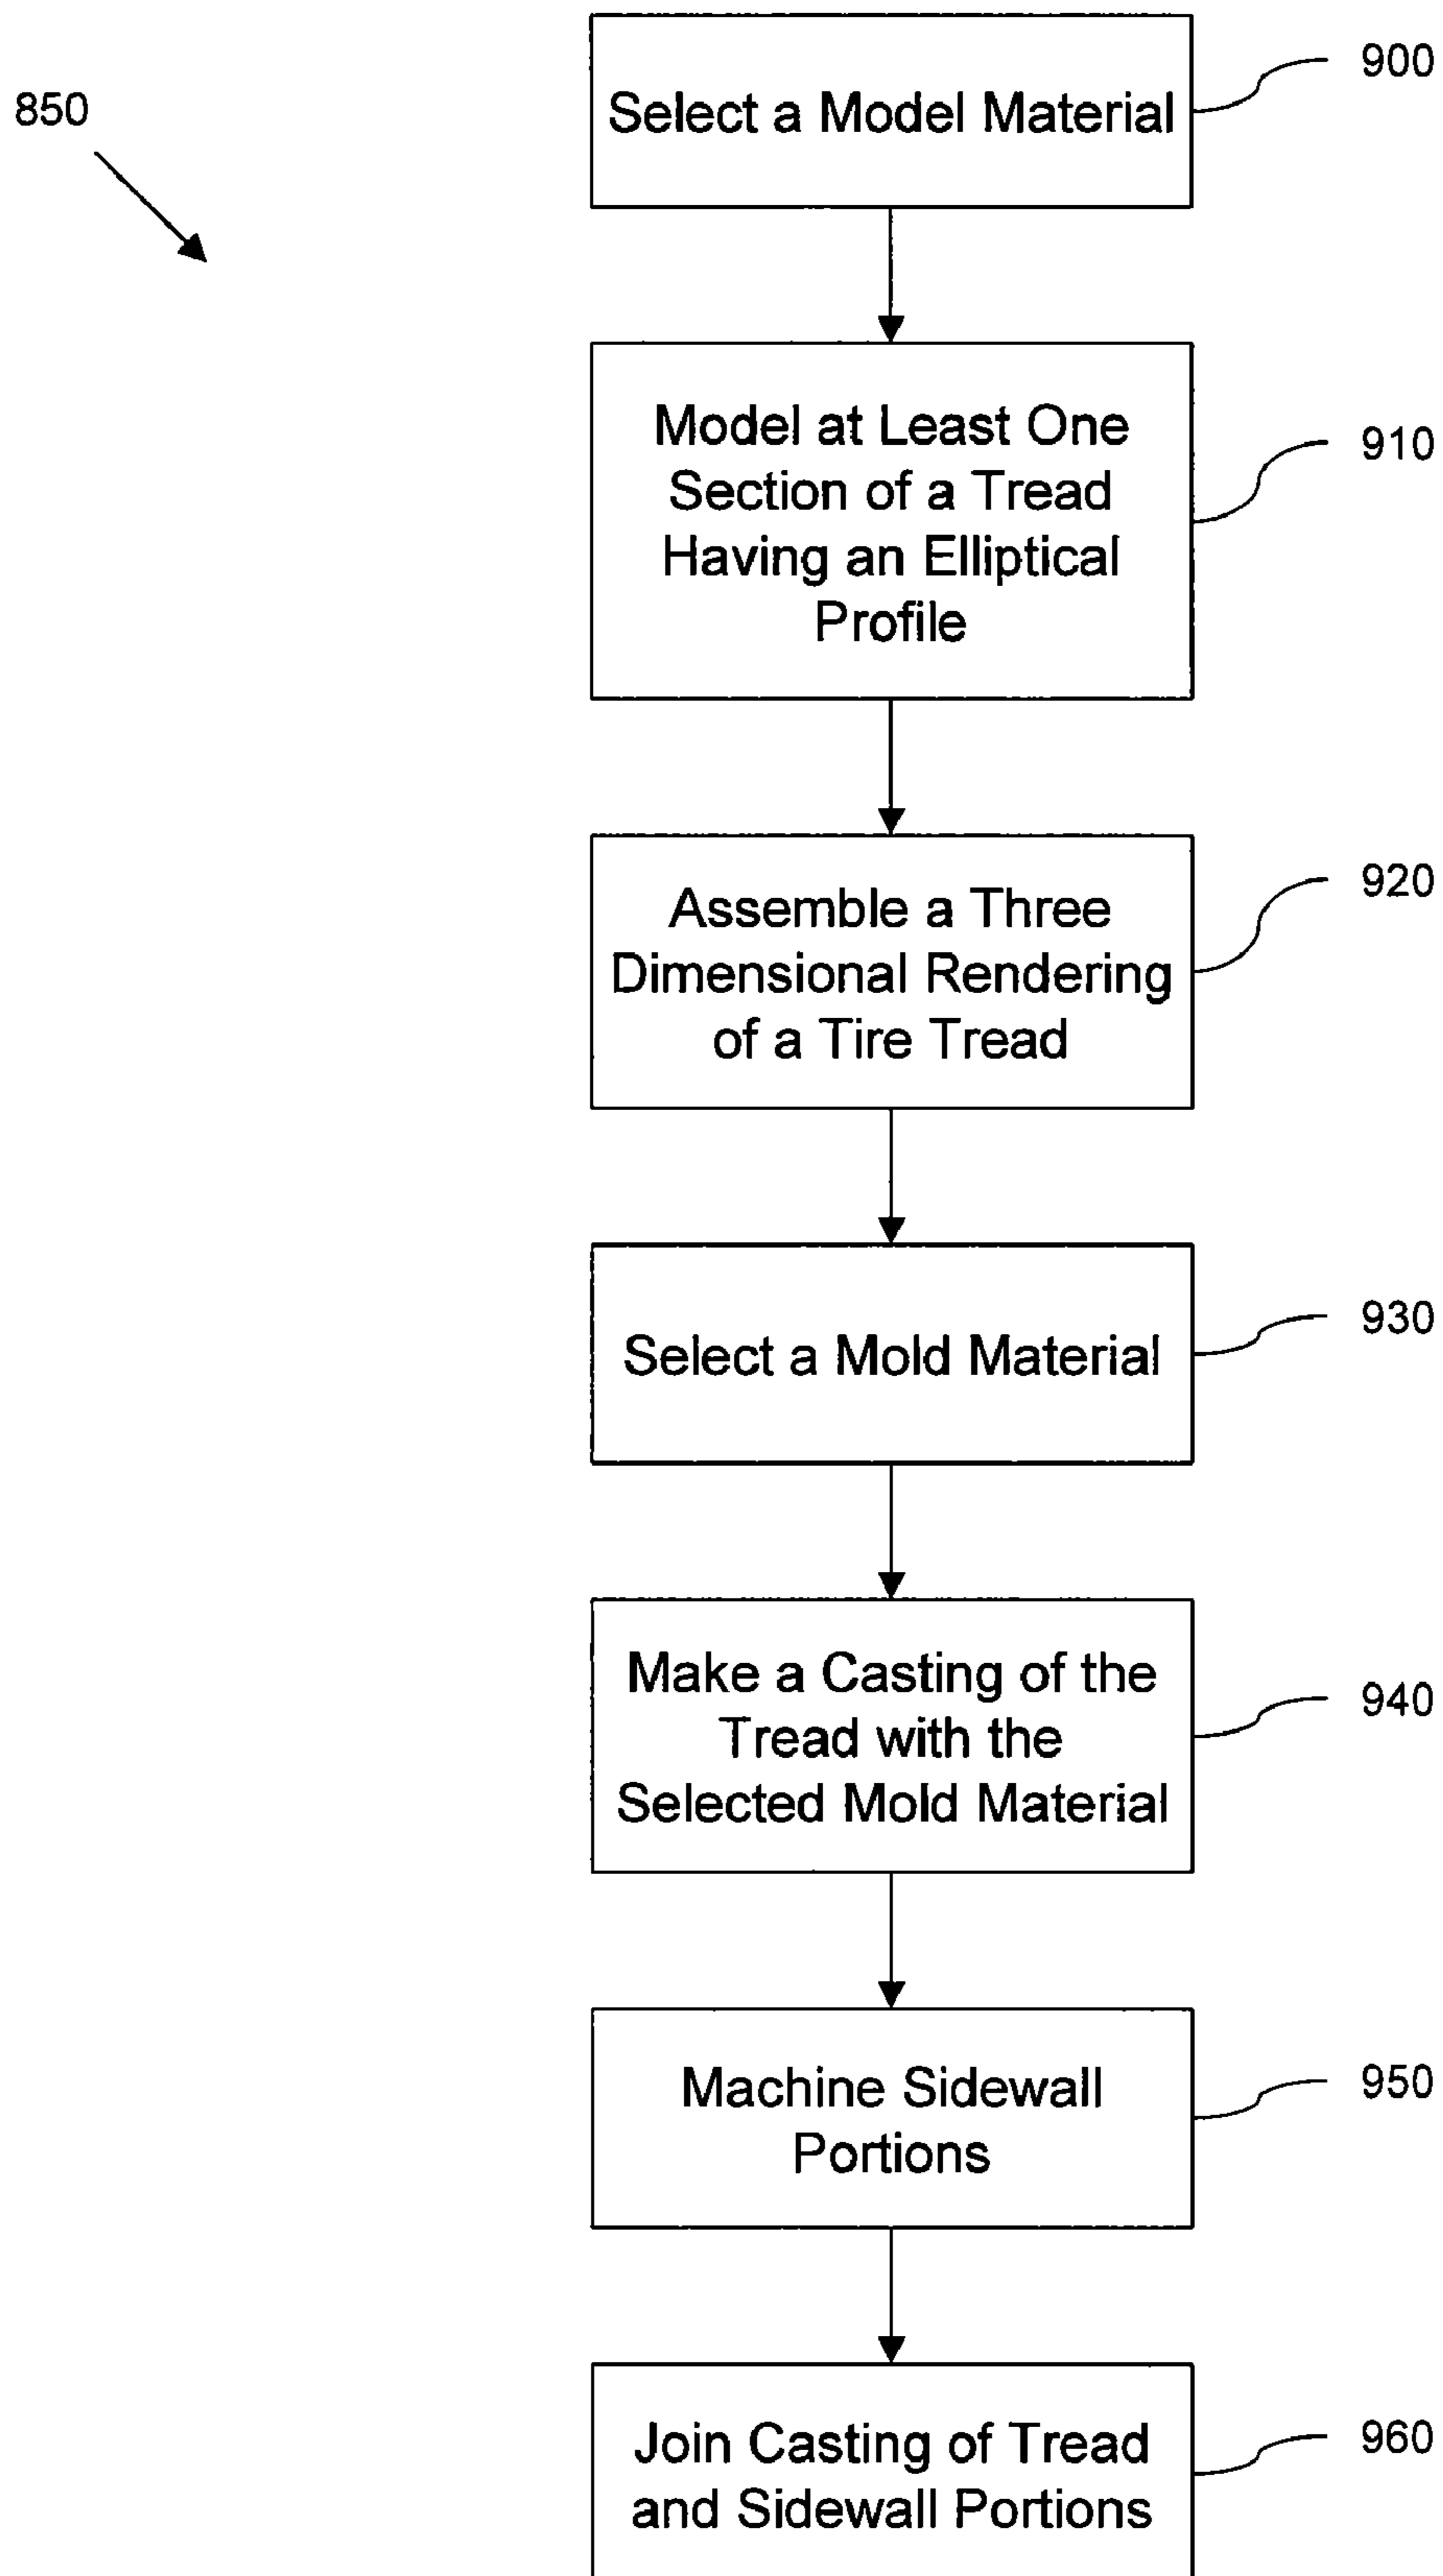 850
Select a Model Material
900
Model at Least One
Section of a Tread
Having an Elliptical
Profile
910
Assemble a Three
Dimensional Rendering
of a Tire Tread
920
Select a Mold Material
930
Make a Casting of the
Tread with the
Selected Mold Material
940
Machine Sidewall
Portions
950
Join Casting of Tread
and Sidewall Portions
960